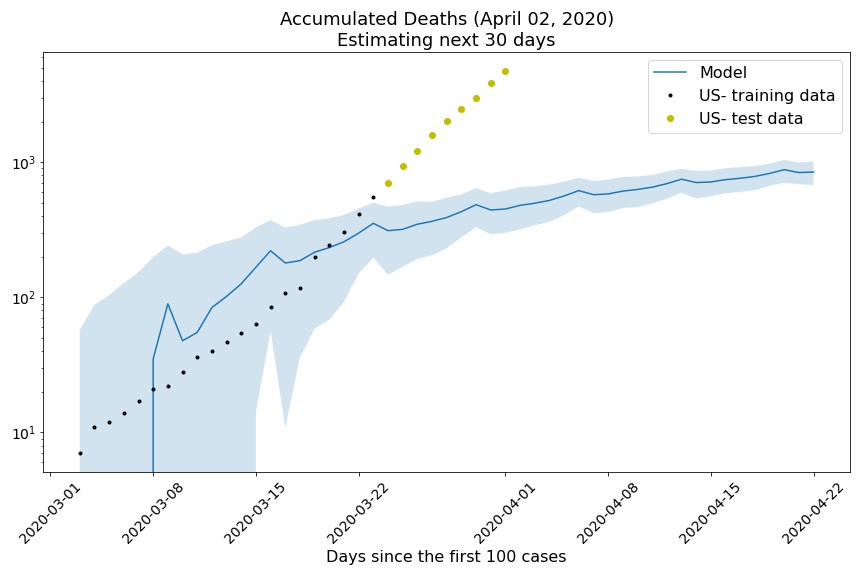 Accumulated Deaths (April 02, 2020)
Estimating next 30 days
Model
US- training data
US- test data
10³
10²
10¹
2020-03-01
2020-03-08
2020-03-15
2020-03-22
2020-04-01
2020-04-08
2020-04-15
2020-04-22
Days since the first 100 cases